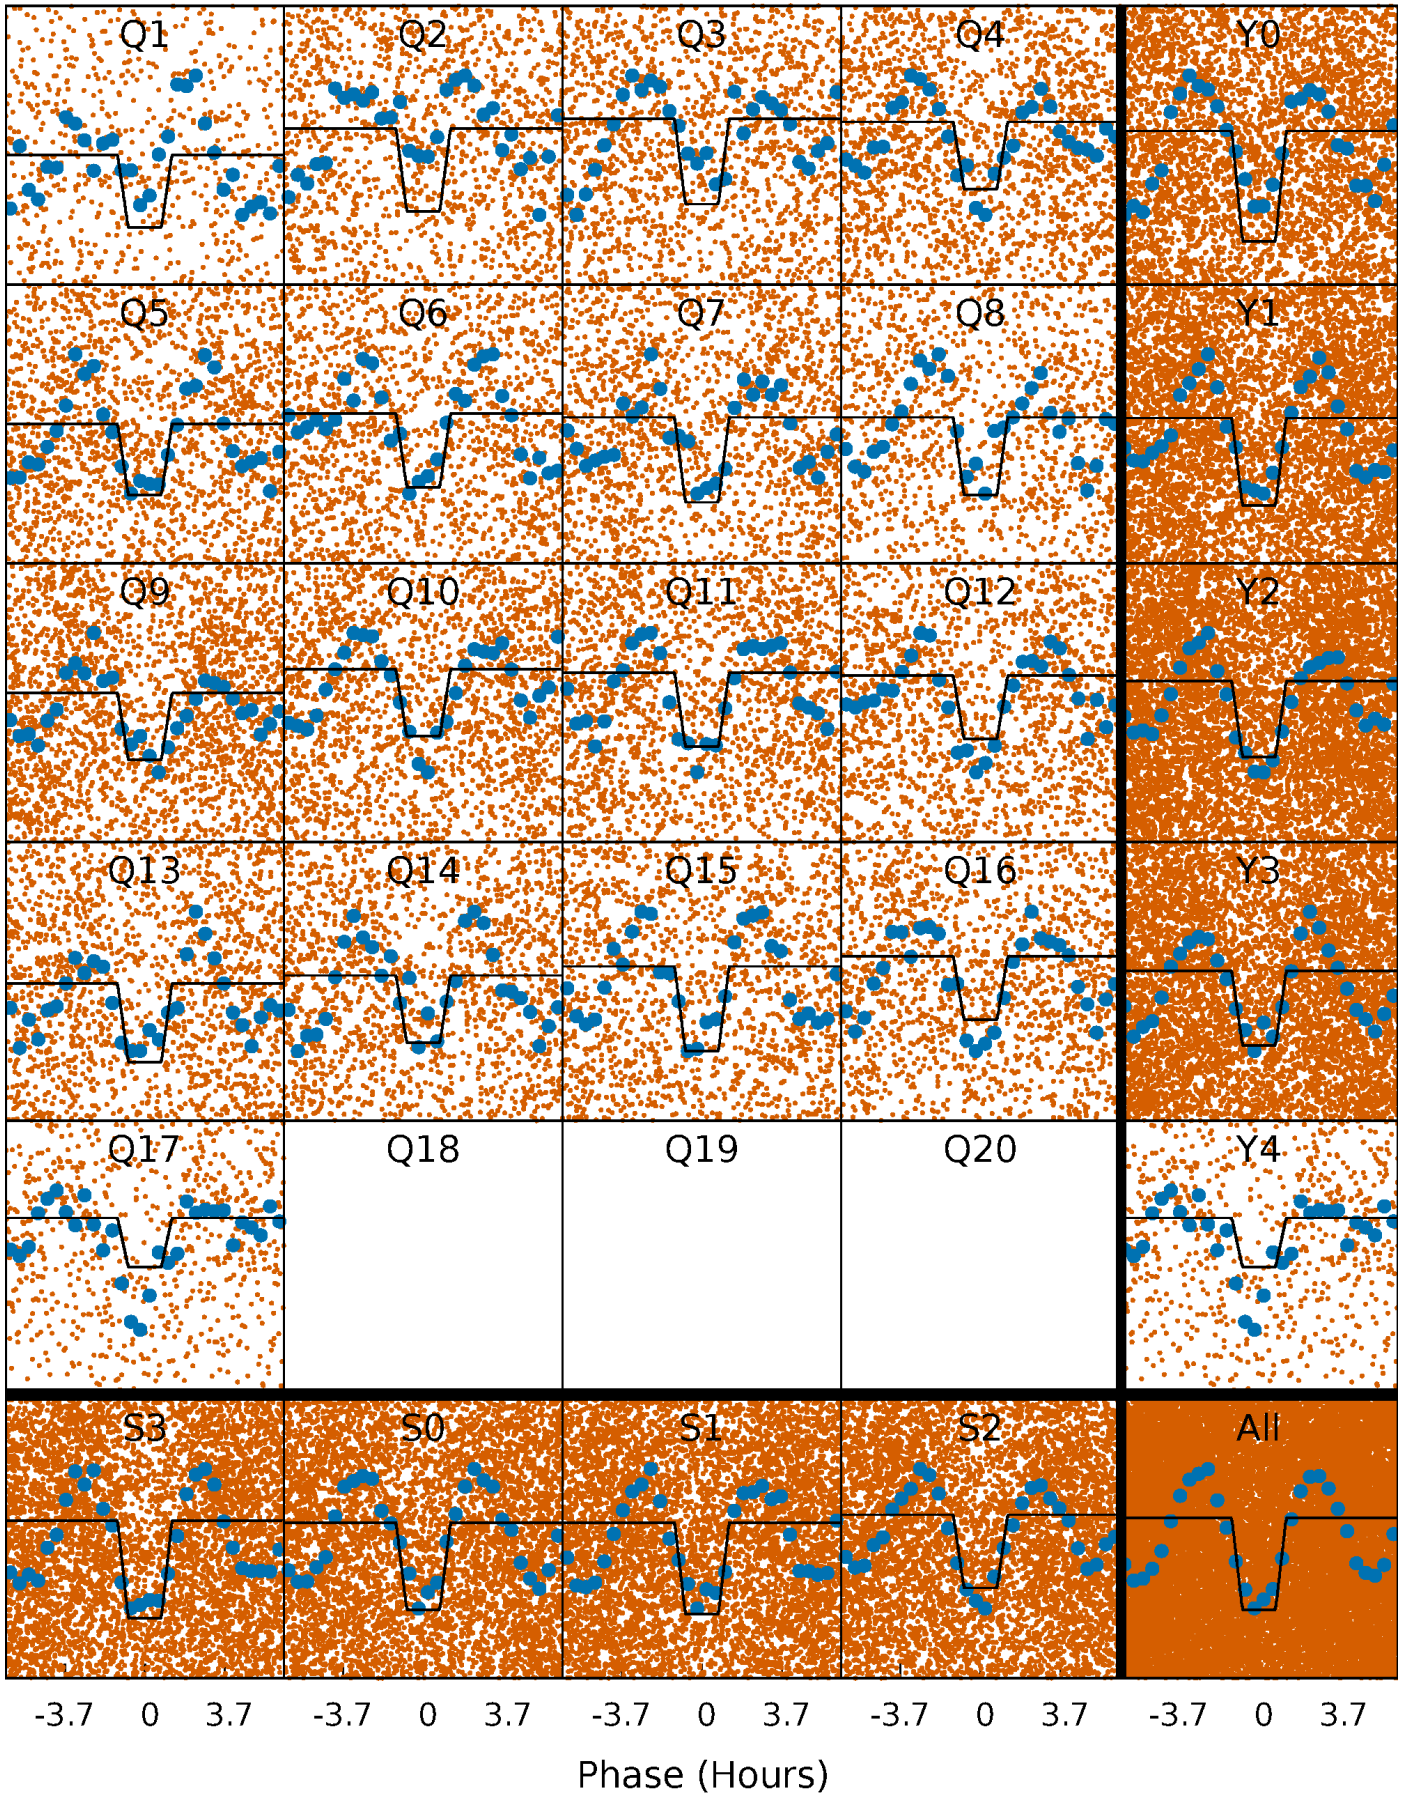 Q1 Q2 Q3 Q4 Y0
Q5 Q6 Q7 Q8 Y1
Q9 Q10 Q11 Q12 Y2
Q13 Q14 Q15 Q16 Y3
Q17 Q18 Q19 Q20 Y4
S3 S0 S1 S2 All
-3.7 0 3.7 -3.7 0 3.7 -3.7 0 3.7 -3.7 0 3.7 -3.7 0 3.7
Phase (Hours)